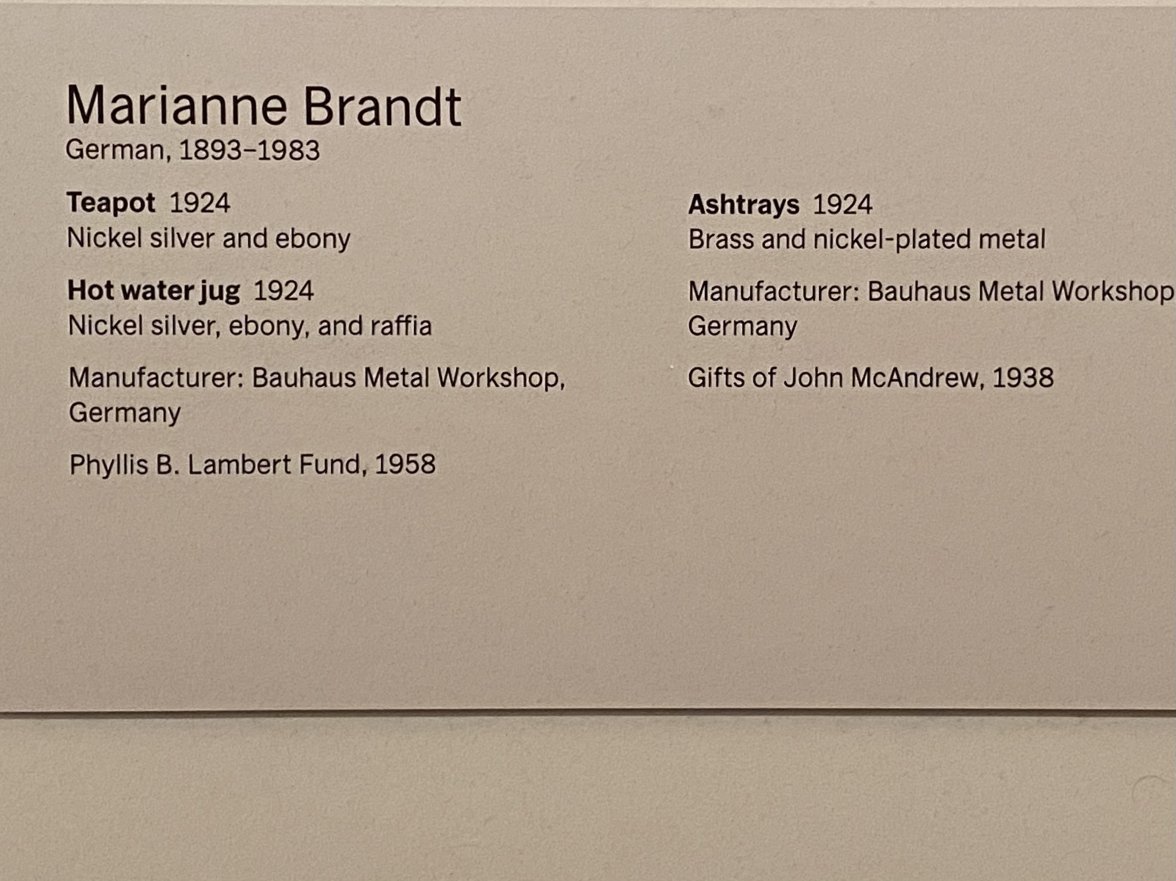 Marianne Brandt
German, 1893–1983
Teapot 1924
Nickel silver and ebony
Hot water jug 1924
Nickel silver, ebony, and raffia
Manufacturer: Bauhaus Metal Workshop,
Germany
Phyllis B. Lambert Fund, 1958
Ashtrays 1924
Brass and nickel-plated metal
Manufacturer: Bauhaus Metal Workshop
Germany
Gifts of John McAndrew, 1938